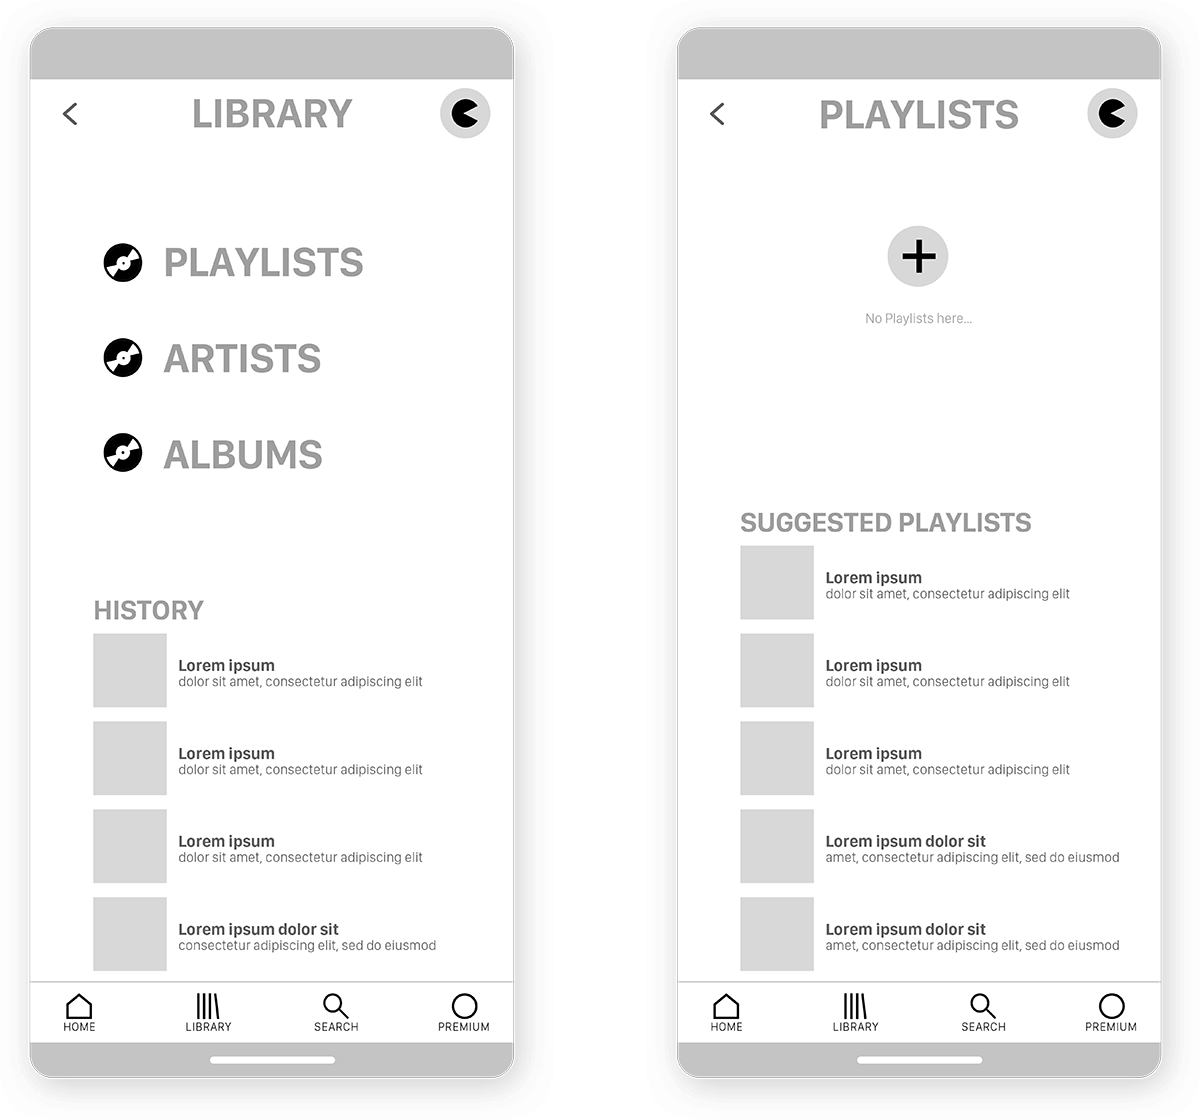 LIBRARY
PLAYLISTS
ARTISTS
ALBUMS
HISTORY
Lorem ipsum
dolor sit amet, consectetur adipiscing elit
Lorem ipsum
dolor sit amet, consectetur adipiscing elit
Lorem ipsum
dolor sit amet, consectetur adipiscing elit
Lorem ipsum dolor sit
consectetur adipiscing elit, sed do eiusmod
HOME
LIBRARY
SEARCH
PREMIUM
PLAYLISTS
No Playlists here...
SUGGESTED PLAYLISTS
Lorem ipsum
dolor sit amet, consectetur adipiscing elit
Lorem ipsum
dolor sit amet, consectetur adipiscing elit
Lorem ipsum
dolor sit amet, consectetur adipiscing elit
Lorem ipsum dolor sit
amet, consectetur adipiscing elit, sed do eiusmod
Lorem ipsum dolor sit
amet, consectetur adipiscing elit, sed do eiusmod
HOME
LIBRARY
SEARCH
PREMIUM